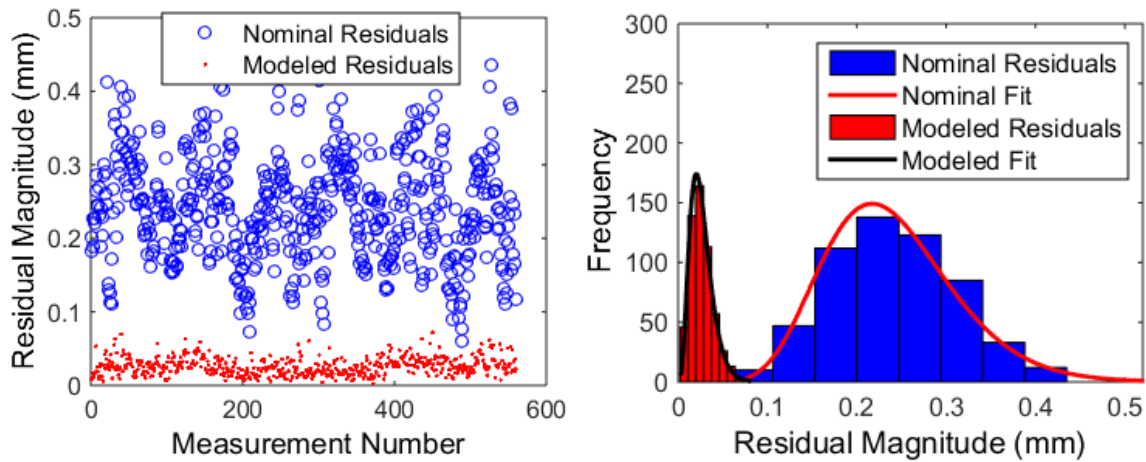 Nominal Residuals
Modeled Residuals
Residual Magnitude (mm)
0.5
0.4
0.3
0.2
0.1
0
0
200
400
600
Measurement Number
Nominal Residuals
Nominal Fit
Modeled Residuals
Modeled Fit
Frequency
300
250
200
150
100
50
0
0
0.1
0.2
0.3
0.4
0.5
Residual Magnitude (mm)